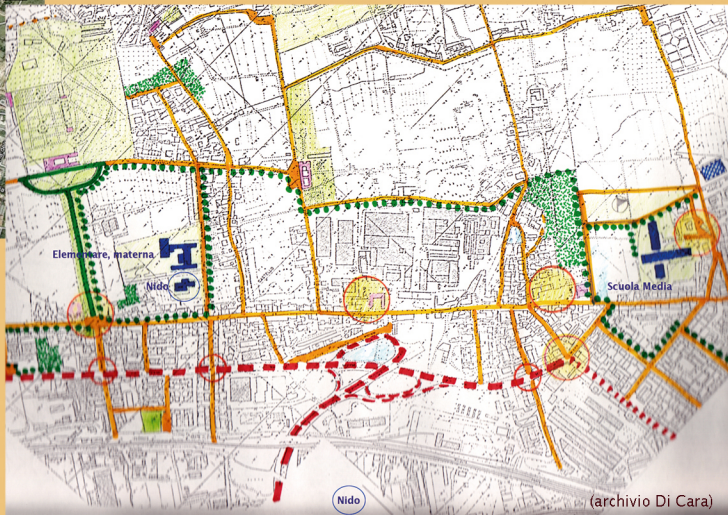 Elementare, materna
Nido
Scuola Media
Nido
(archivio Di Cara)